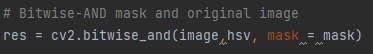 # Bitwise-AND mask and original image
res = cv2.bitwise_and(image,hsv, mask = mask)